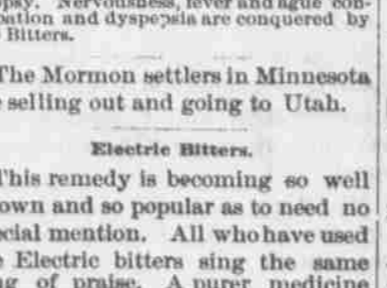 psy. Nervousness, fever and ague con-
pation and dyspepsia are conquered by
Bitters.
The Mormon settlers in Minnesota
e selling out and going to Utah.
Electric Bitters.
This remedy is becoming so well
own and so popular as to need no
ecial mention. All who have used
e Electric bitters sing the same
ng of praise. A purer medicine